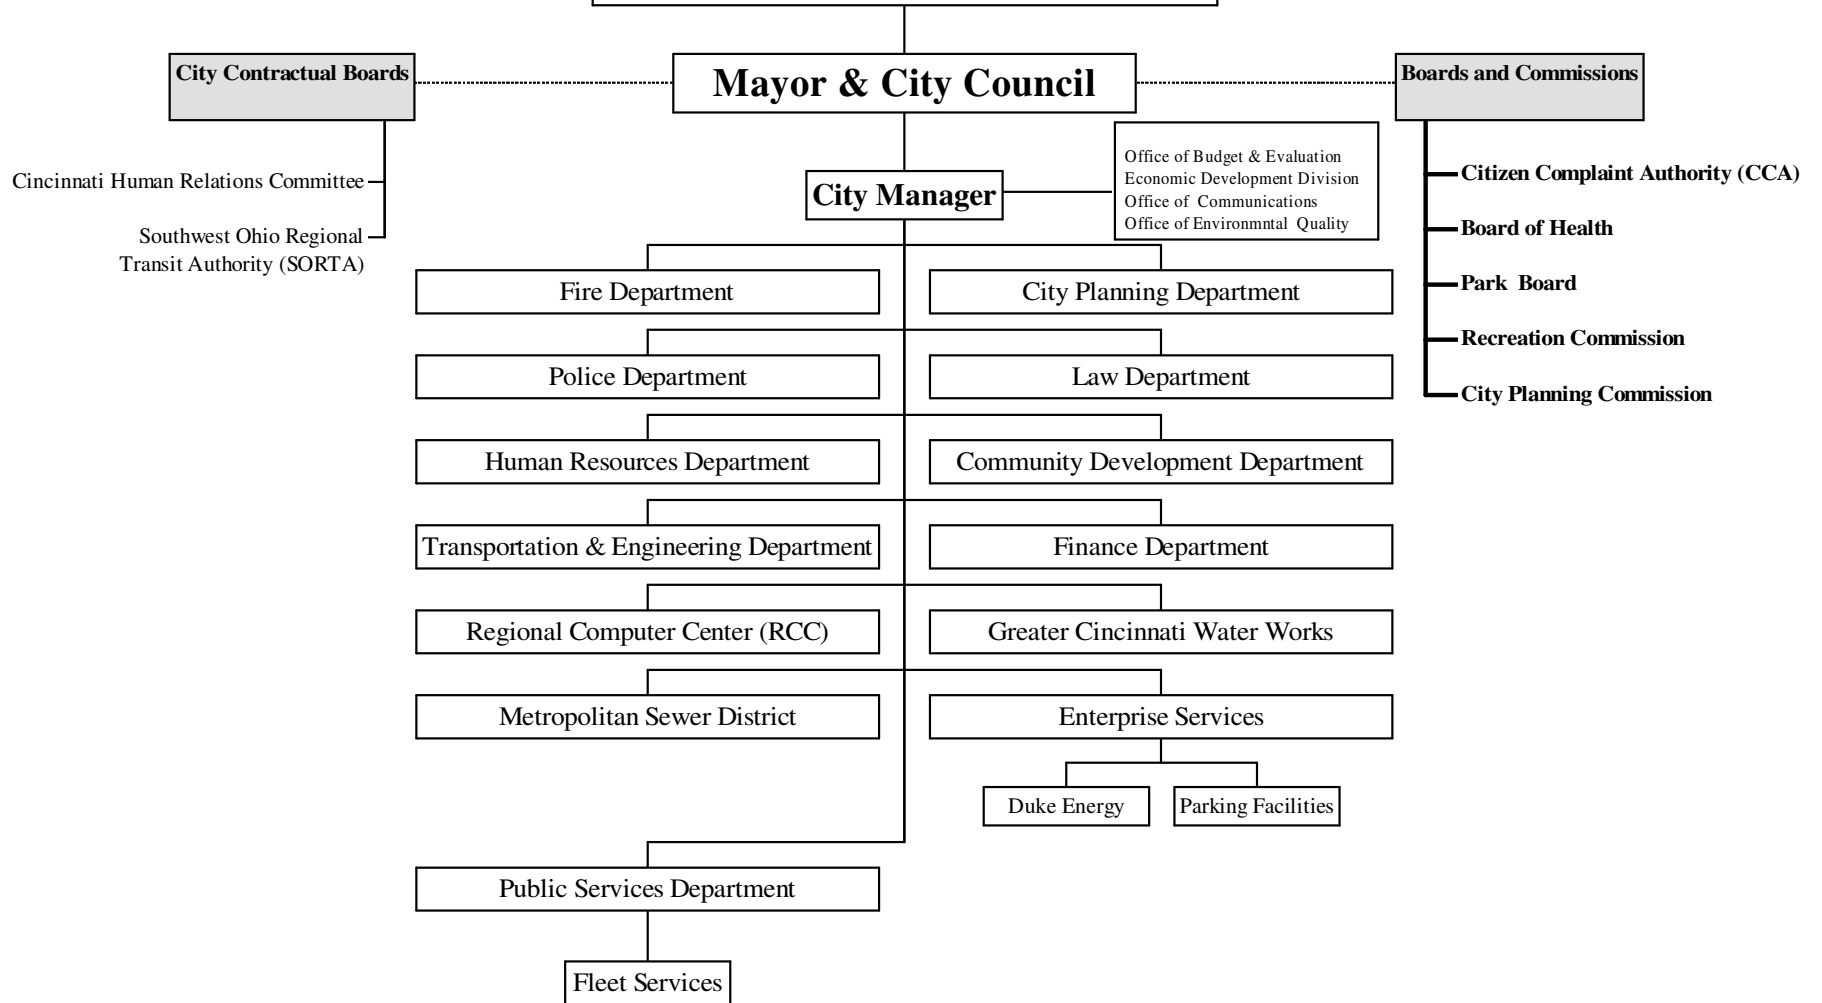 City Contractual Boards
Mayor & City Council
Boards and Commissions
Cincinnati Human Relations Committee
Southwest Ohio Regional
Transit Authority (SORTA)
City Manager
Office of Budget & Evaluation
Economic Development Division
Office of Communications
Office of Environmntal Quality
Citizen Complaint Authority (CCA)
Board of Health
Park Board
Recreation Commission
City Planning Commission
Fire Department
City Planning Department
Police Department
Law Department
Human Resources Department
Community Development Department
Transportation & Engineering Department
Finance Department
Regional Computer Center (RCC)
Greater Cincinnati Water Works
Metropolitan Sewer District
Enterprise Services
Duke Energy
Parking Facilities
Public Services Department
Fleet Services